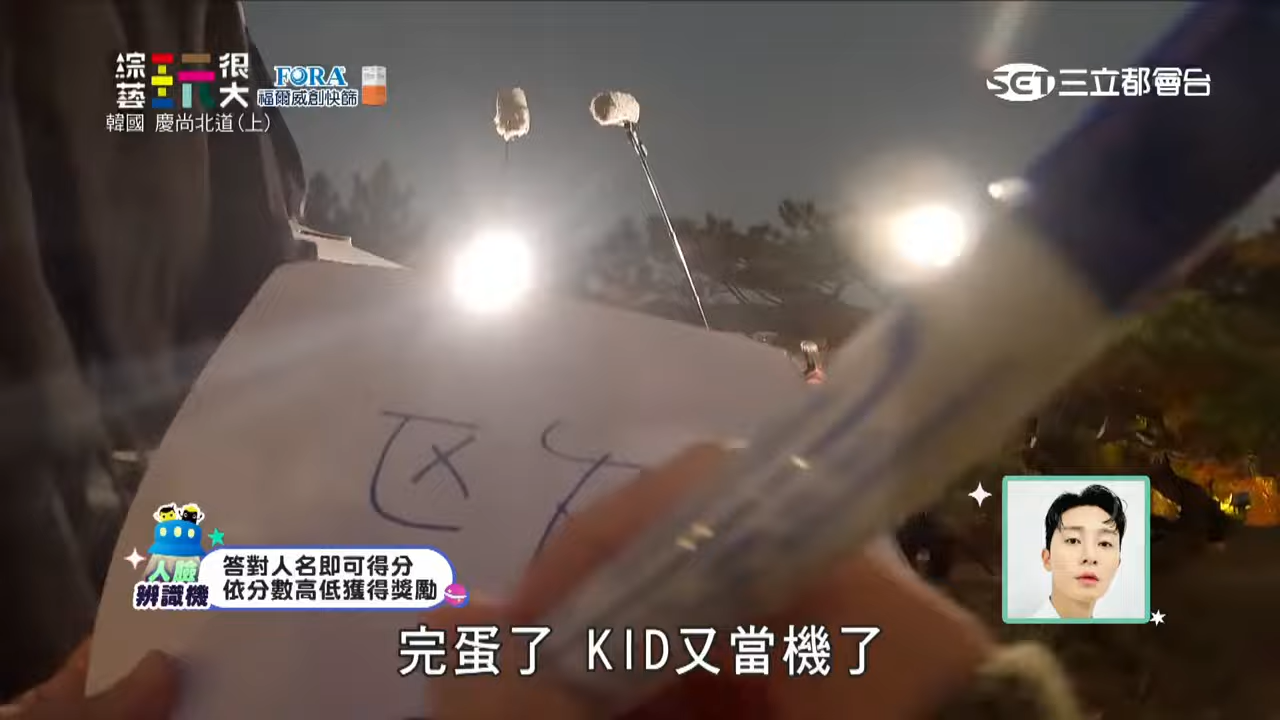 綜藝玩很大
FORA
福爾威創快篩
韓國 慶尚北道(上)
SET三立都會台
区
人臉
辨識機
答對人名即可得分
依分數高低獲得獎勵
完蛋了 KID又當機了